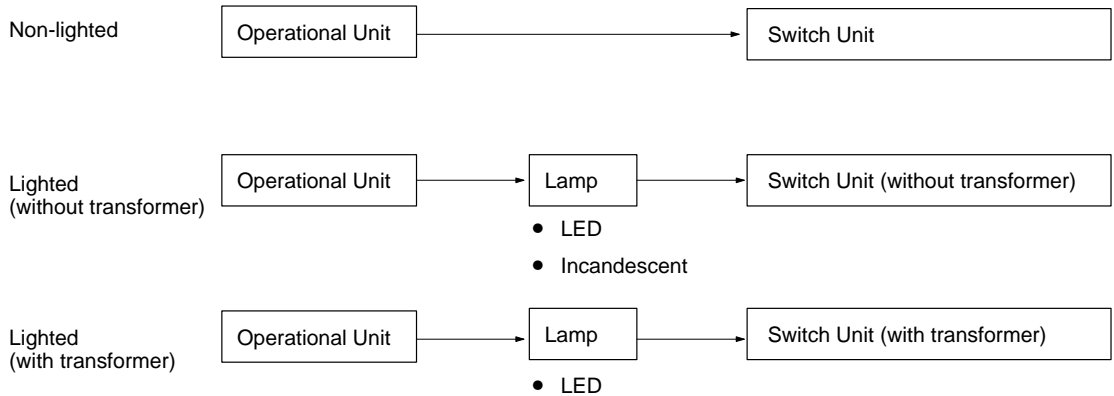 Non-lighted
Operational Unit
Switch Unit
Lighted
(without transformer)
Operational Unit
Lamp
Switch Unit (without transformer)
● LED
● Incandescent
Lighted
(with transformer)
Operational Unit
Lamp
Switch Unit (with transformer)
● LED